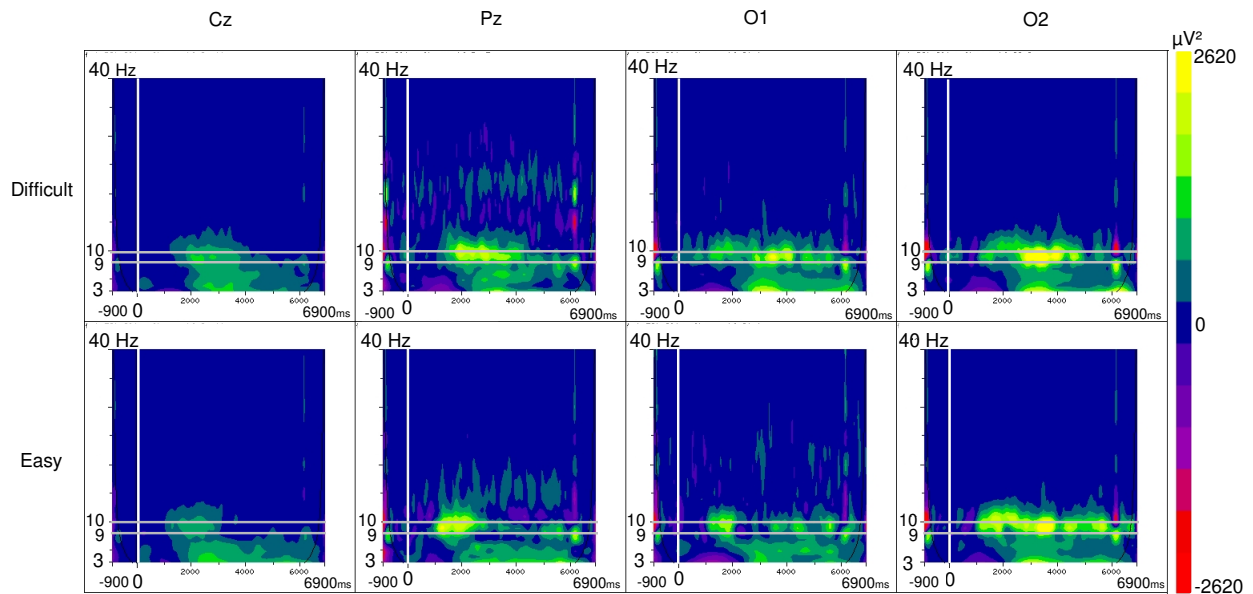 Cz Pz O1 O2
µV²
2620
0
-2620
Difficult
40 Hz 40 Hz 40 Hz 40 Hz
10 10 10 10
9 9 9 9
3 3 3 3
2000 4000 6000 2000 4000 6000 2000 4000 6000 2000 4000 6000
-900 0 6900ms -900 0 6900ms -900 0 6900ms -900 0 6900ms
Easy
40 Hz 40 Hz 40 Hz 40 Hz
10 10 10 10
9 9 9 9
3 3 3 3
2000 4000 6000 2000 4000 6000 2000 4000 6000 2000 4000 6000
-900 0 6900ms -900 0 6900ms -900 0 6900ms -900 0 6900ms